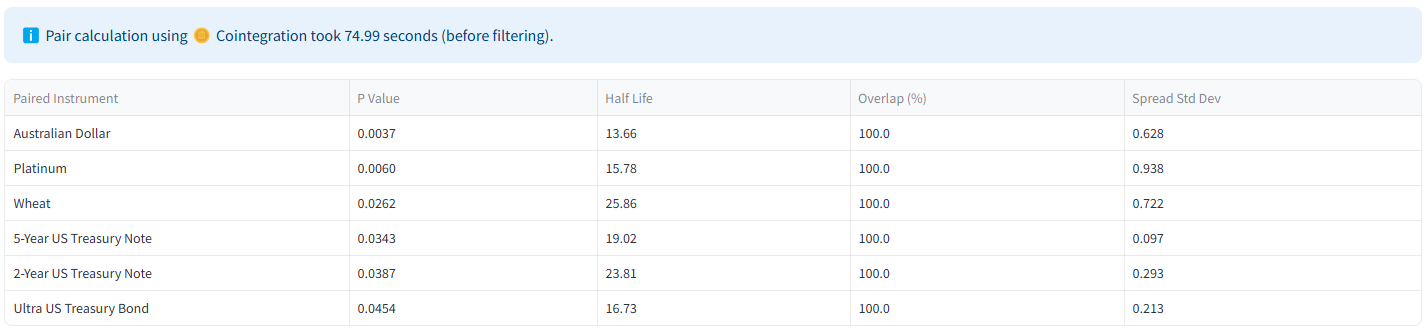 Pair calculation using 🪙 Cointegration took 74.99 seconds (before filtering).
Paired Instrument P Value Half Life Overlap (%) Spread Std Dev
Australian Dollar 0.0037 13.66 100.0 0.628
Platinum 0.0060 15.78 100.0 0.938
Wheat 0.0262 25.86 100.0 0.722
5-Year US Treasury Note 0.0343 19.02 100.0 0.097
2-Year US Treasury Note 0.0387 23.81 100.0 0.293
Ultra US Treasury Bond 0.0454 16.73 100.0 0.213